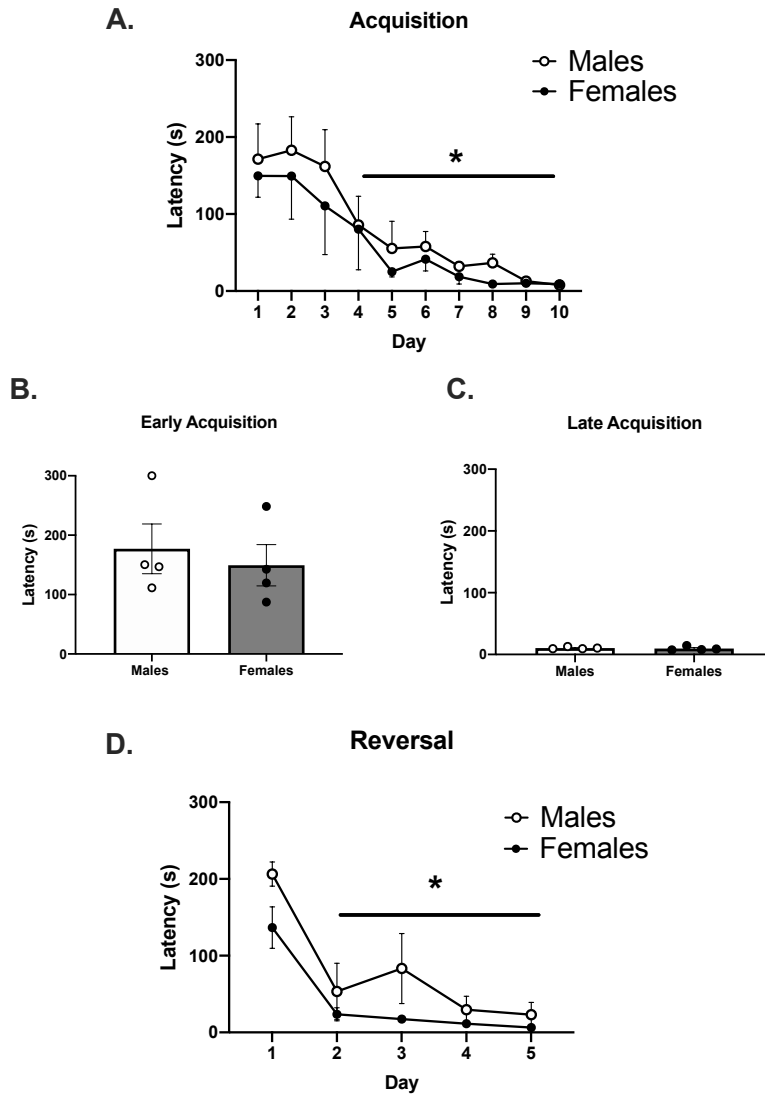 A.
Acquisition
Males
Females
300
200
100
0
Latency (s)
*
1 2 3 4 5 6 7 8 9 10
Day
B.
Early Acquisition
300
200
100
0
Latency (s)
Males Females
C.
Late Acquisition
300
200
100
0
Latency (s)
Males Females
D.
Reversal
Males
Females
300
200
100
0
Latency (s)
*
1 2 3 4 5
Day